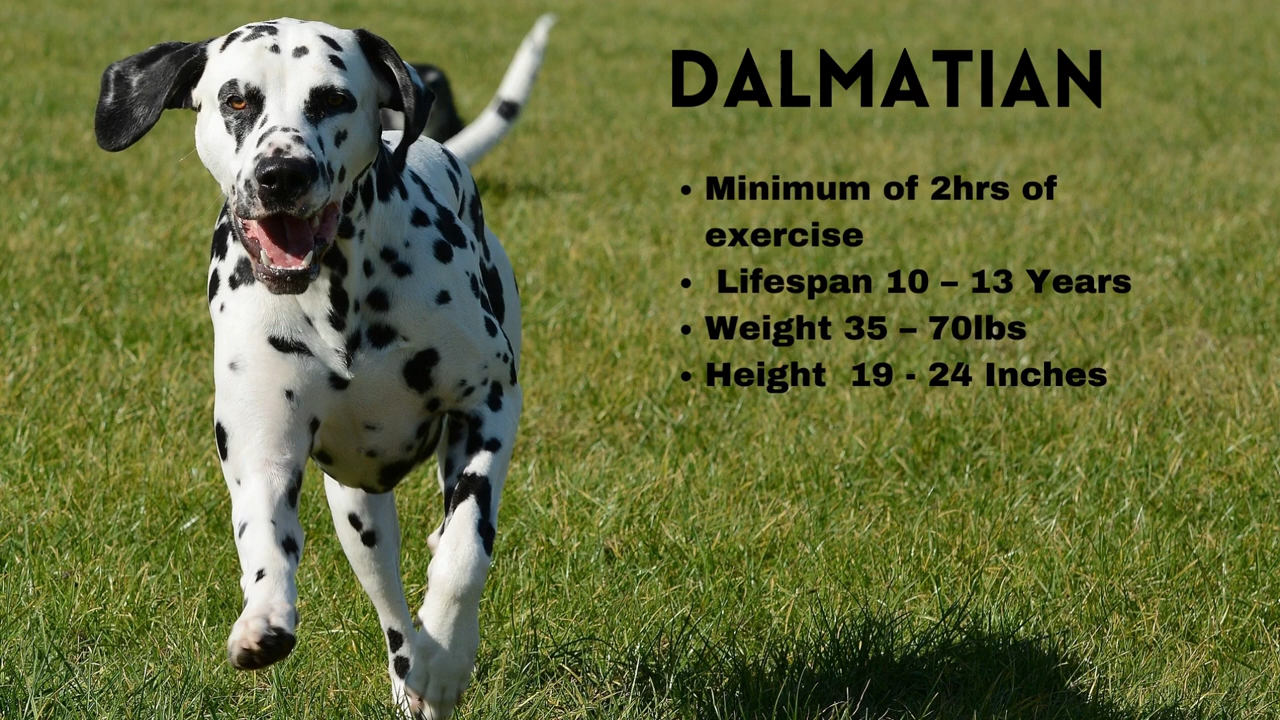 DALMATIAN
• Minimum of 2hrs of
exercise
• Lifespan 10 – 13 Years
• Weight 35 – 70lbs
• Height 19 - 24 Inches